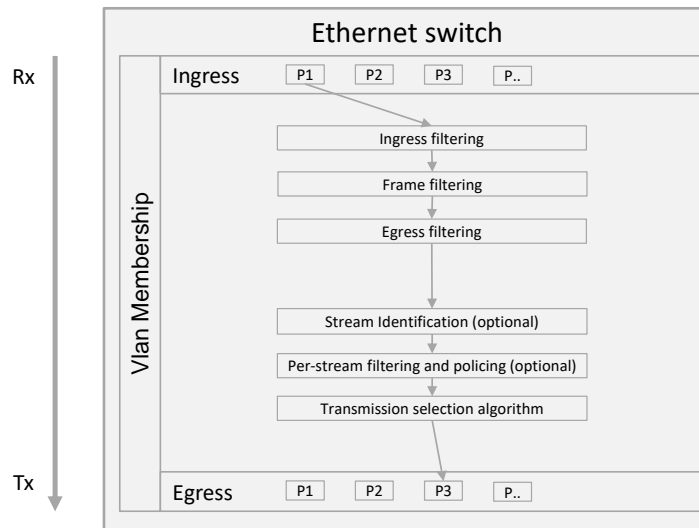 Ethernet switch
Rx
Ingress P1 P2 P3 P..
Ingress filtering
Frame filtering
Egress filtering
Vlan Membership
Stream Identification (optional)
Per-stream filtering and policing (optional)
Transmission selection algorithm
Tx
Egress P1 P2 P3 P..